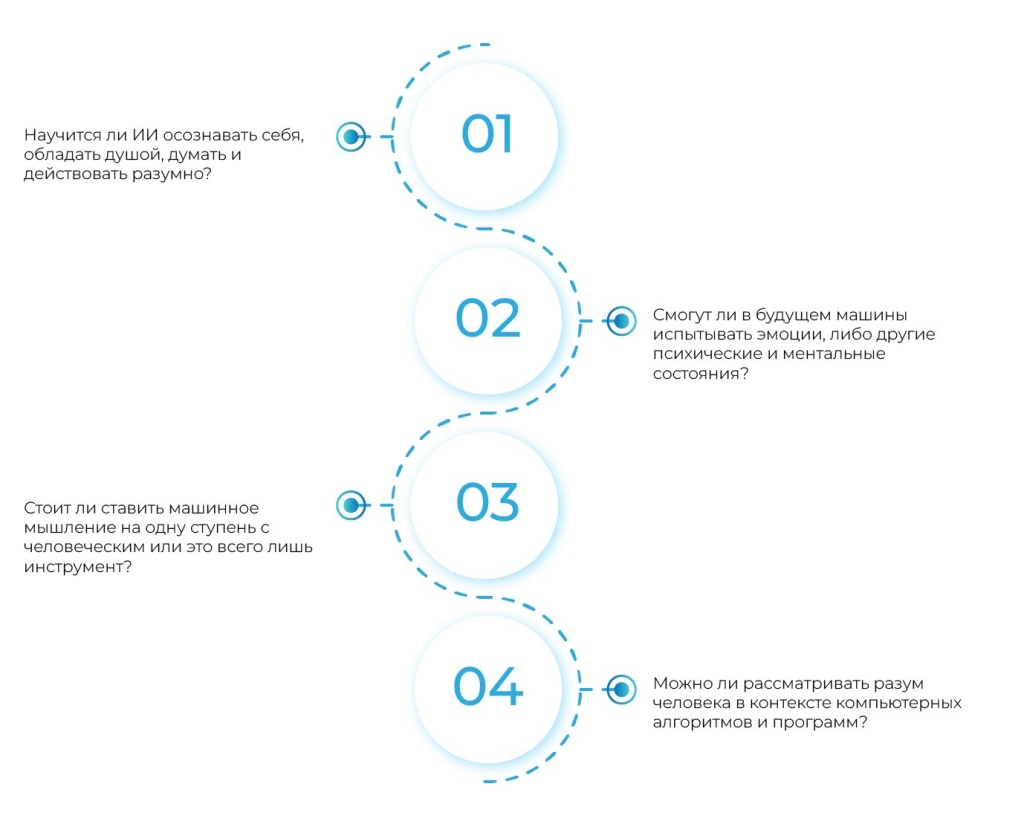 01
Научится ли ИИ осознавать себя,
обладать душой, думать и
действовать разумно?
02
Смогут ли в будущем машины
испытывать эмоции, либо другие
психические и ментальные
состояния?
03
Стоит ли ставить машинное
мышление на одну ступень с
человеческим или это всего лишь
инструмент?
04
Можно ли рассматривать разум
человека в контексте компьютерных
алгоритмов и программ?